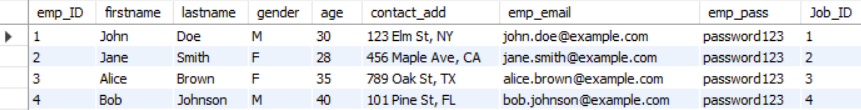 emp_ID firstname lastname gender age contact_add emp_email emp_pass Job_ID
1 John Doe M 30 123 Elm St, NY john.doe@example.com password123 1
2 Jane Smith F 28 456 Maple Ave, CA jane.smith@example.com password123 2
3 Alice Brown F 35 789 Oak St, TX alice.brown@example.com password123 3
4 Bob Johnson M 40 101 Pine St, FL bob.johnson@example.com password123 4